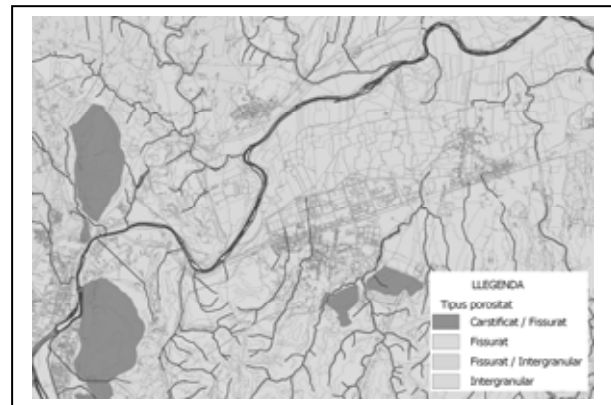 LLEGENDA
Tipus porositat
Carstificat / Fissurat
Fissurat
Fissurat / Intergranular
Intergranular